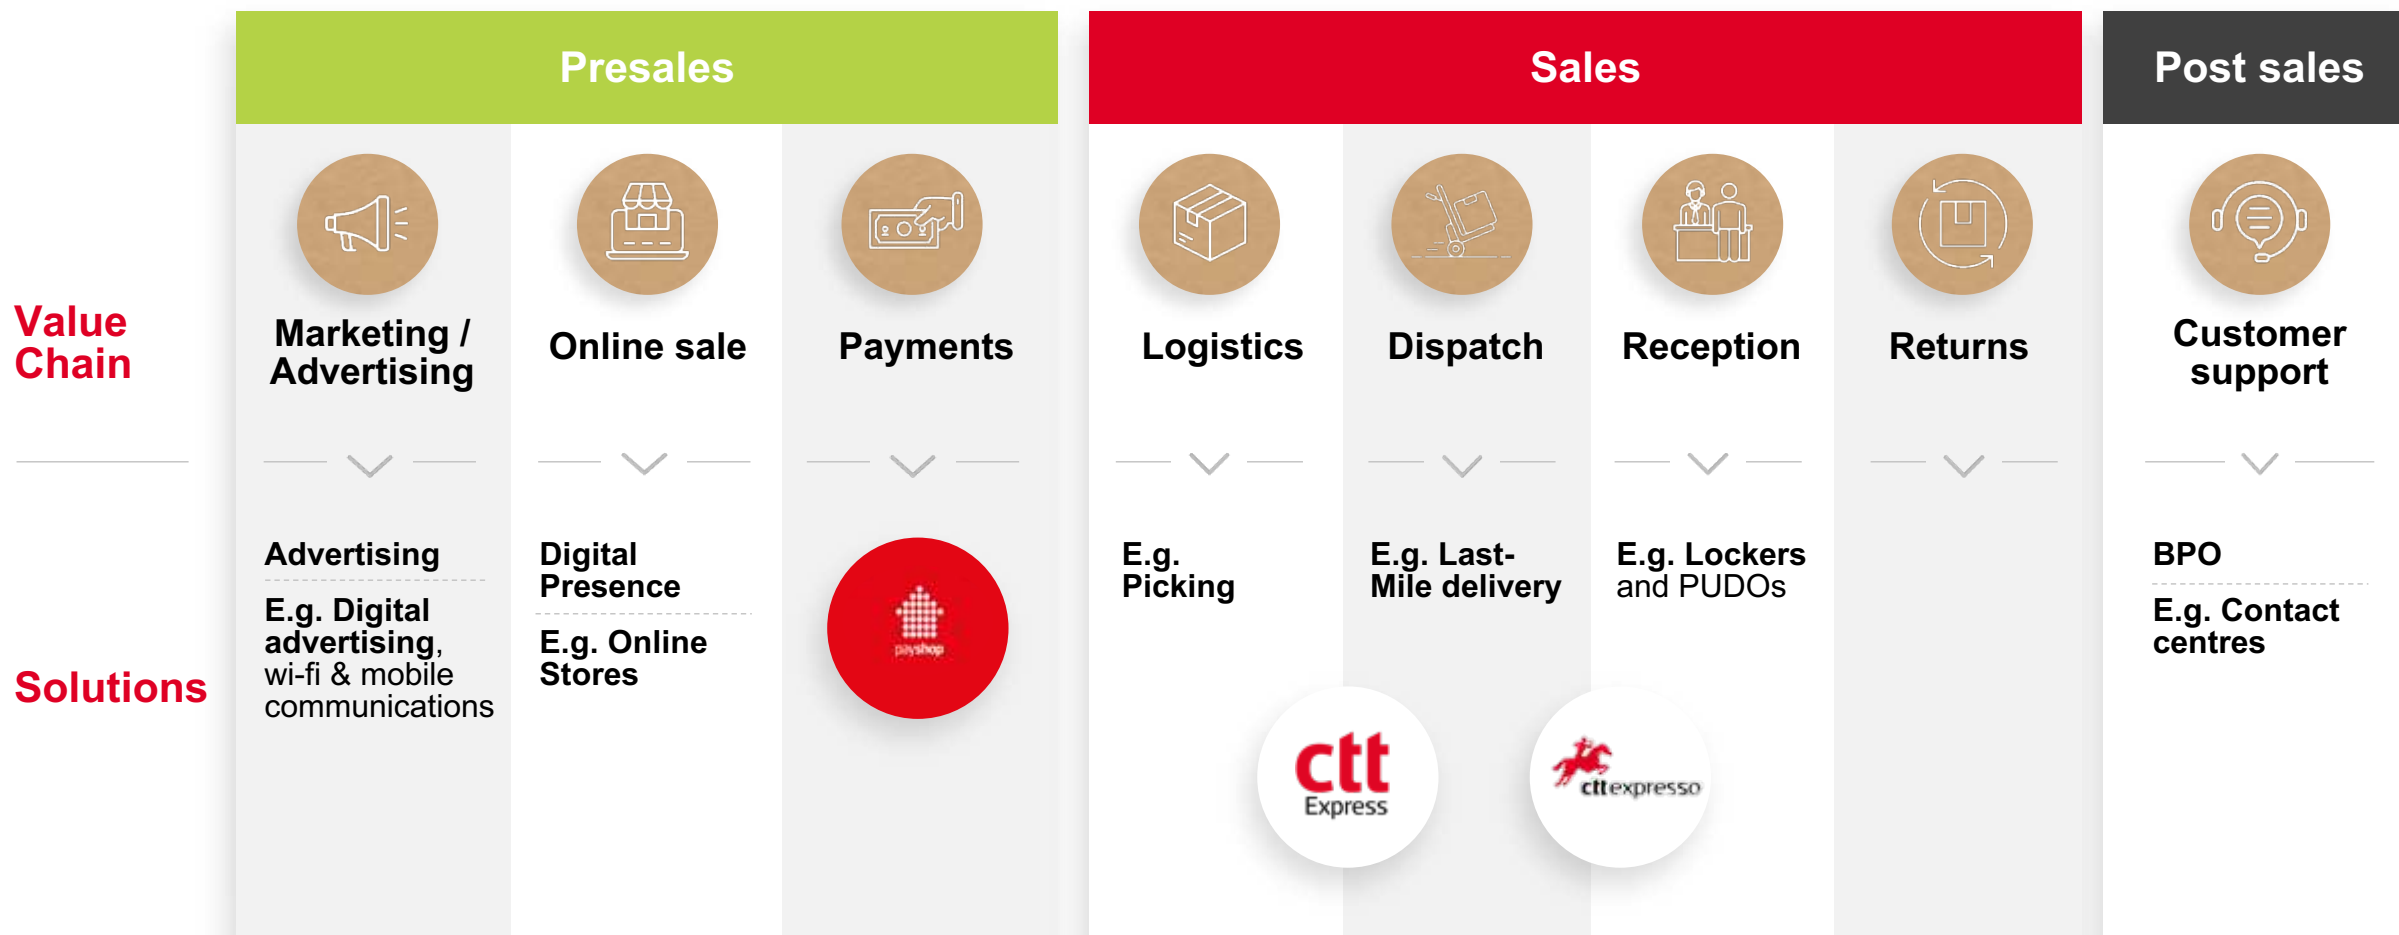 Presales
Sales
Post sales
Value
Chain
Marketing /
Advertising
Online sale
Payments
Logistics
Dispatch
Reception
Returns
Customer
support
Solutions
Advertising
E.g. Digital
advertising,
wi-fi & mobile
communications
Digital
Presence
E.g. Online
Stores
payshop
E.g.
Picking
E.g. Last-
Mile delivery
E.g. Lockers
and PUDOs
ctt
Express
cttexpresso
BPO
E.g. Contact
centres